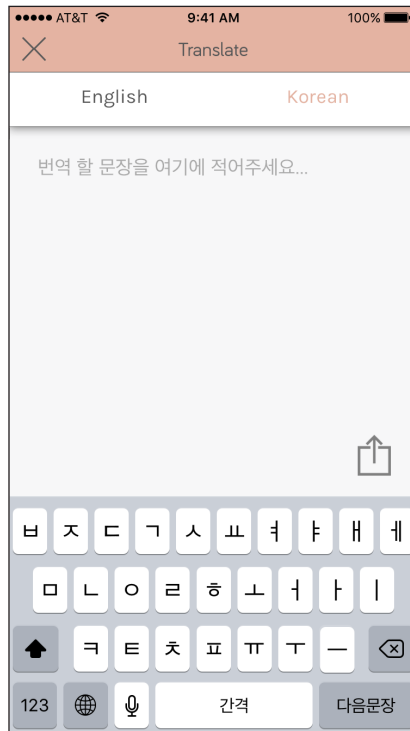 AT&T 9:41 AM 100%
Translate
English Korean
번역 할 문장을 여기에 적어주세요...
ㅂ ㅈ ㄷ ㄱ ㅅ ㅛ ㅕ ㅑ ㅐ ㅔ
ㅁ ㄴ ㅇ ㄹ ㅎ ㅗ ㅓ ㅏ ㅣ
ㅋ ㅌ ㅊ ㅍ ㅠ ㅜ ㅡ
123 간격 다음문장